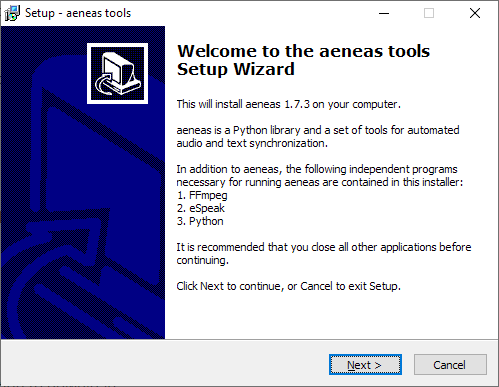 Setup - aeneas tools
Welcome to the aeneas tools
Setup Wizard
This will install aeneas 1.7.3 on your computer.
aeneas is a Python library and a set of tools for automated
audio and text synchronization.
In addition to aeneas, the following independent programs
necessary for running aeneas are contained in this installer:
1. FFmpeg
2. eSpeak
3. Python
It is recommended that you close all other applications before
continuing.
Click Next to continue, or Cancel to exit Setup.
Next >
Cancel